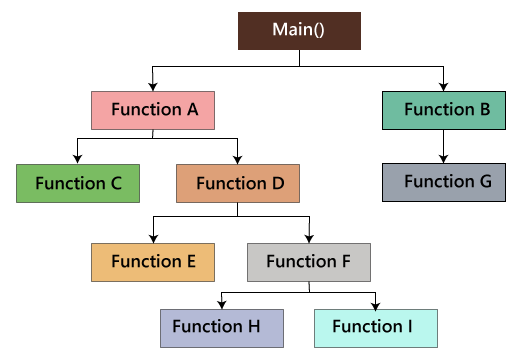 Main()
Function A
Function B
Function C
Function D
Function G
Function E
Function F
Function H
Function I